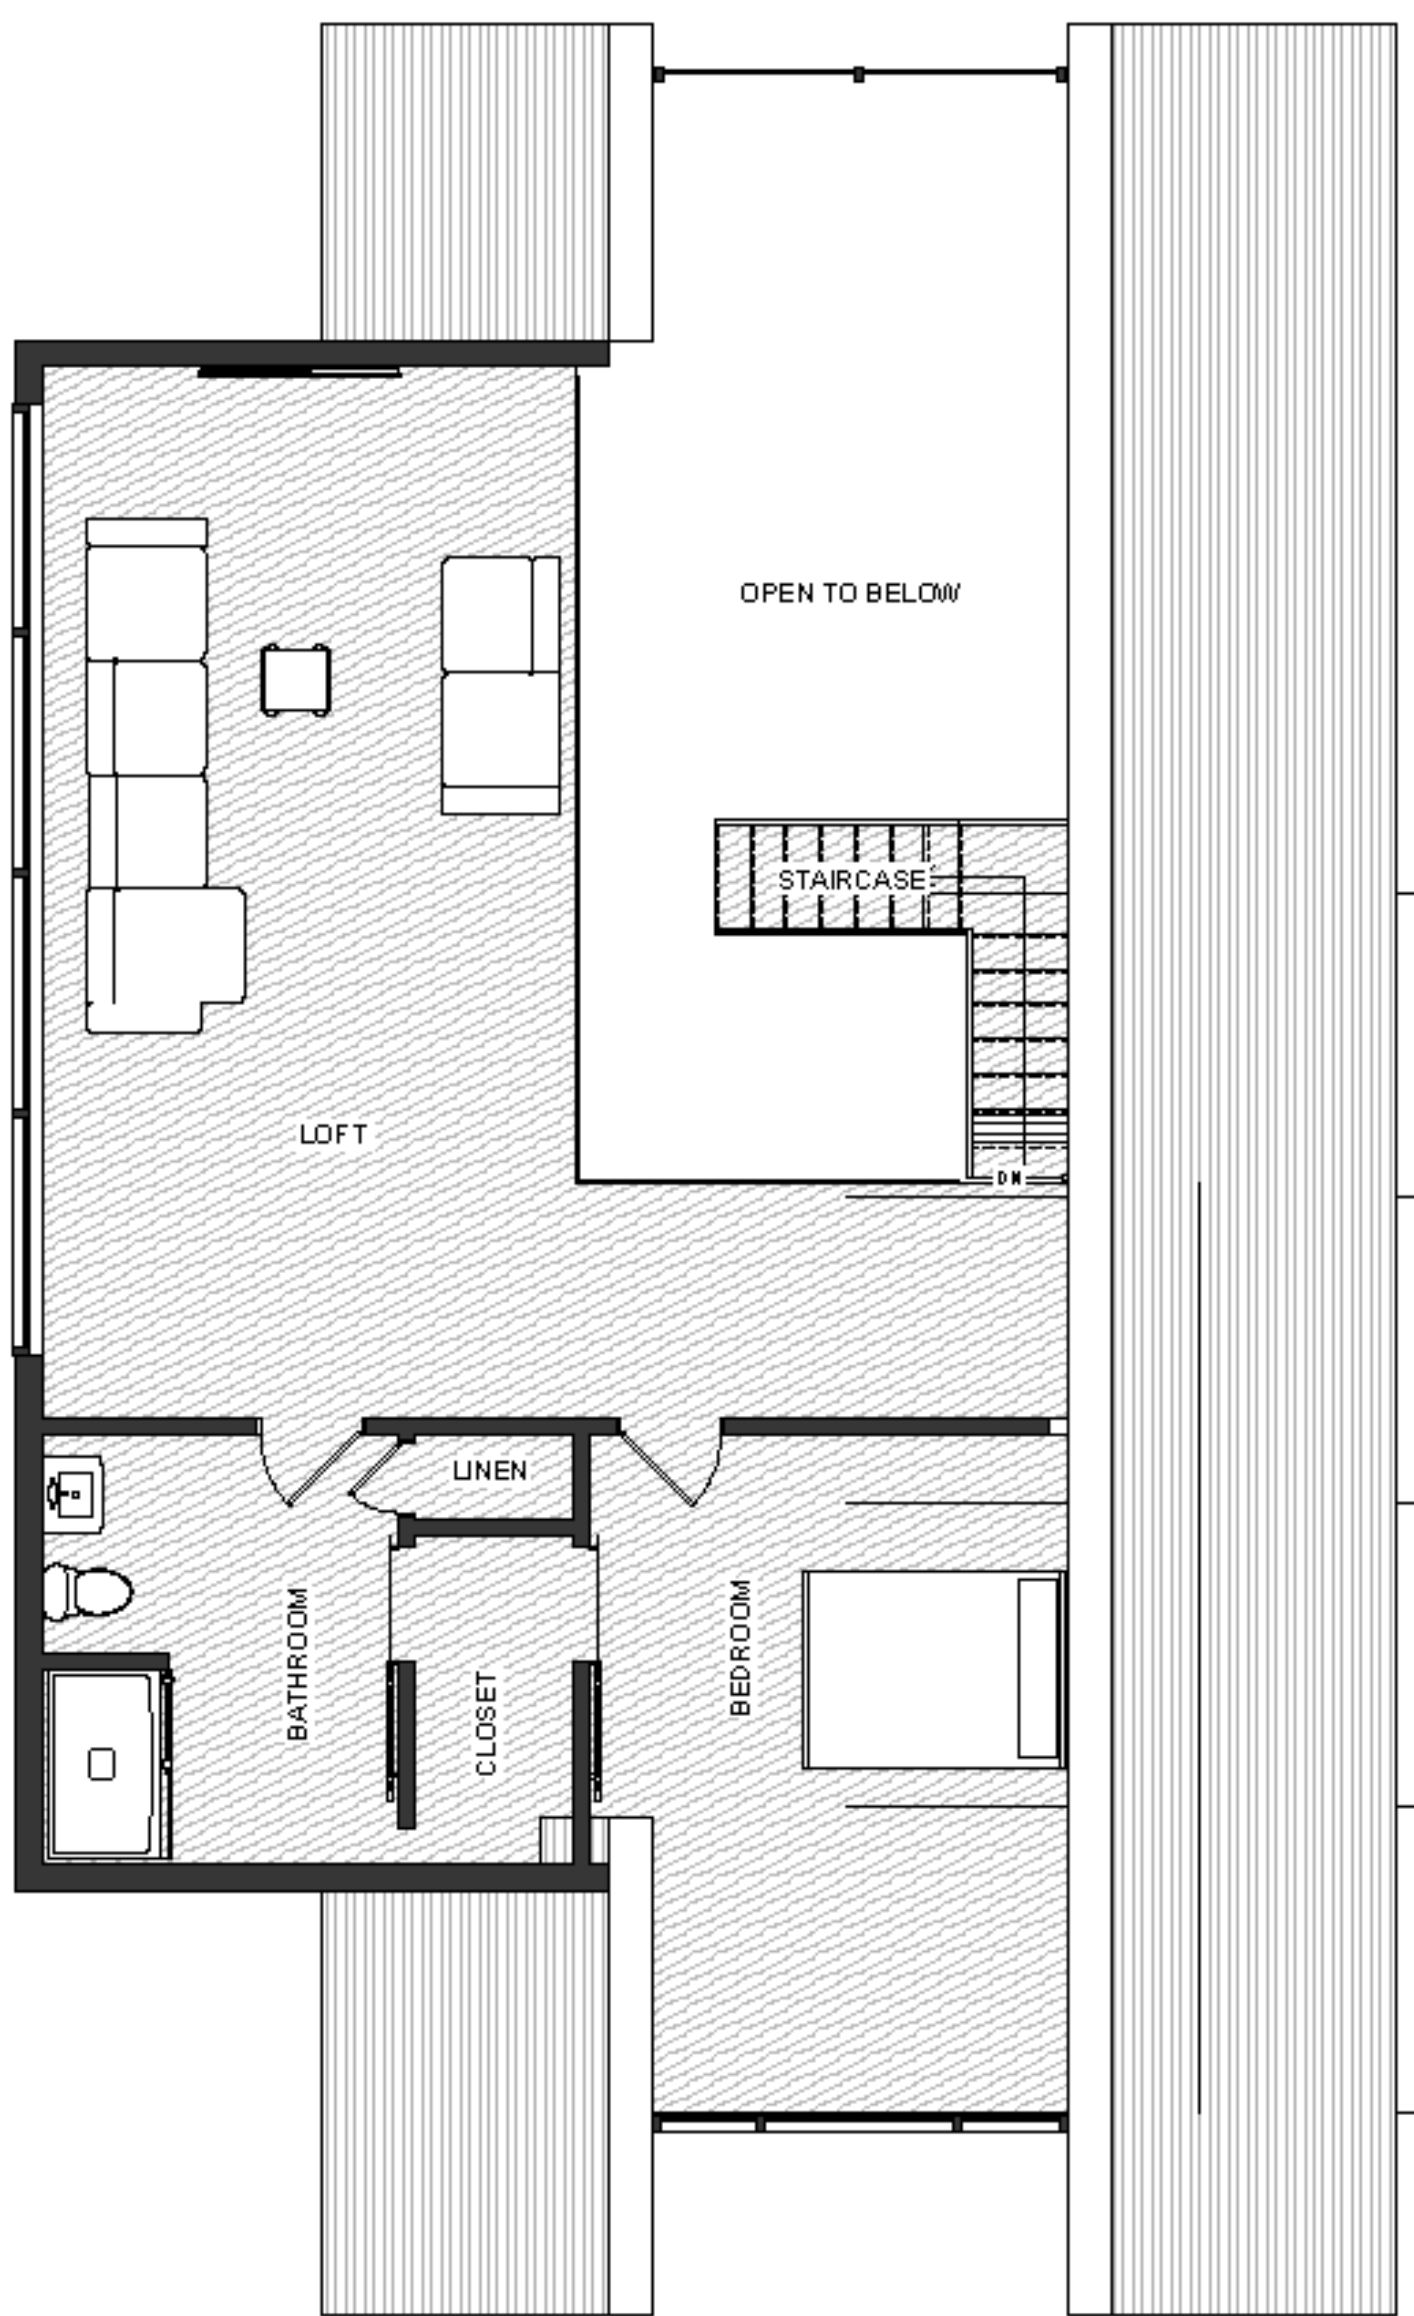 OPEN TO BELOW
STAIRCASE
LOFT
DN
LINEN
BATHROOM
CLOSET
BEDROOM